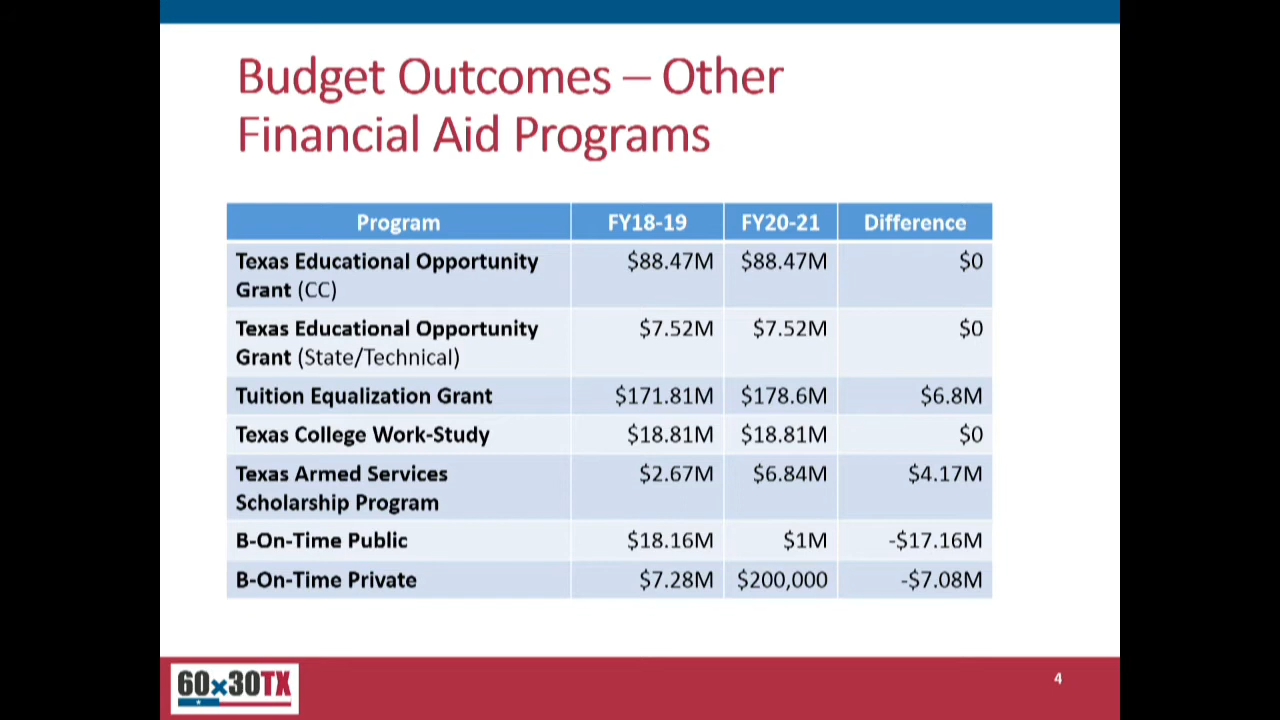 Budget Outcomes – Other
Financial Aid Programs
Program FY18-19 FY20-21 Difference
Texas Educational Opportunity $88.47M $88.47M $0
Grant (CC)
Texas Educational Opportunity $7.52M $7.52M $0
Grant (State/Technical)
Tuition Equalization Grant $171.81M $178.6M $6.8M
Texas College Work-Study $18.81M $18.81M $0
Texas Armed Services $2.67M $6.84M $4.17M
Scholarship Program
B-On-Time Public $18.16M $1M -$17.16M
B-On-Time Private $7.28M $200,000 -$7.08M
60x30TX
4